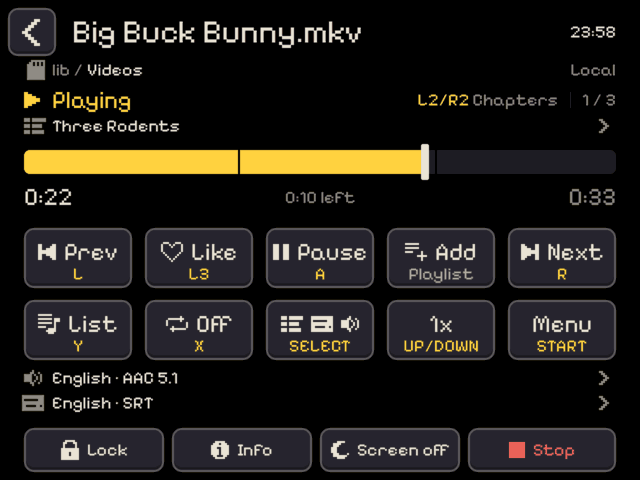 Big Buck Bunny.mkv
23:58
lib / Videos
Local
Playing
L2/R2 Chapters | 1 / 3
Three Rodents
0:22
0:10 left
0:33
Prev
L
Like
L3
Pause
A
Add
Playlist
Next
R
List
Y
Off
X
SELECT
1x
UP/DOWN
Menu
START
English · AAC 5.1
English · SRT
Lock
Info
Screen off
Stop